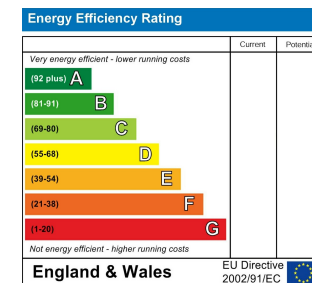 Energy Efficiency Rating
Current Potentia
Very energy efficient - lower running costs
(92 plus) A
(81-91) B
(69-80) C
(55-68) D
(39-54) E
(21-38) F
(1-20) G
Not energy efficient - higher running costs
England & Wales
EU Directive
2002/91/EC